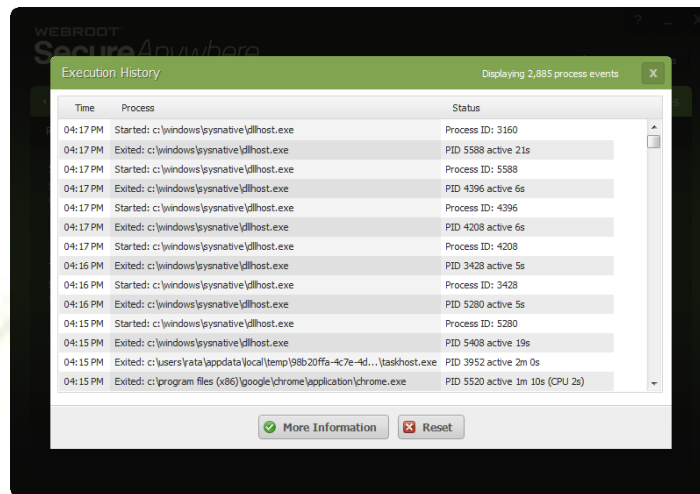 WEBROOT
SecureAnywhere
Execution History Displaying 2,885 process events X
Time Process Status
04:17 PM Started: c:\windows\sysnative\dllhost.exe Process ID: 3160
04:17 PM Exited: c:\windows\sysnative\dllhost.exe PID 5588 active 21s
04:17 PM Started: c:\windows\sysnative\dllhost.exe Process ID: 5588
04:17 PM Exited: c:\windows\sysnative\dllhost.exe PID 4396 active 6s
04:17 PM Started: c:\windows\sysnative\dllhost.exe Process ID: 4396
04:17 PM Exited: c:\windows\sysnative\dllhost.exe PID 4208 active 6s
04:17 PM Started: c:\windows\sysnative\dllhost.exe Process ID: 4208
04:16 PM Exited: c:\windows\sysnative\dllhost.exe PID 3428 active 5s
04:16 PM Started: c:\windows\sysnative\dllhost.exe Process ID: 3428
04:16 PM Exited: c:\windows\sysnative\dllhost.exe PID 5280 active 5s
04:15 PM Started: c:\windows\sysnative\dllhost.exe Process ID: 5280
04:15 PM Exited: c:\windows\sysnative\dllhost.exe PID 5408 active 19s
04:15 PM Exited: c:\users\rata\appdata\local\temp\98b20ffa-4c7e-4d...\taskhost.exe PID 3952 active 2m 0s
04:15 PM Exited: c:\program files (x86)\google\chrome\application\chrome.exe PID 5520 active 1m 10s (CPU 2s)
More Information Reset